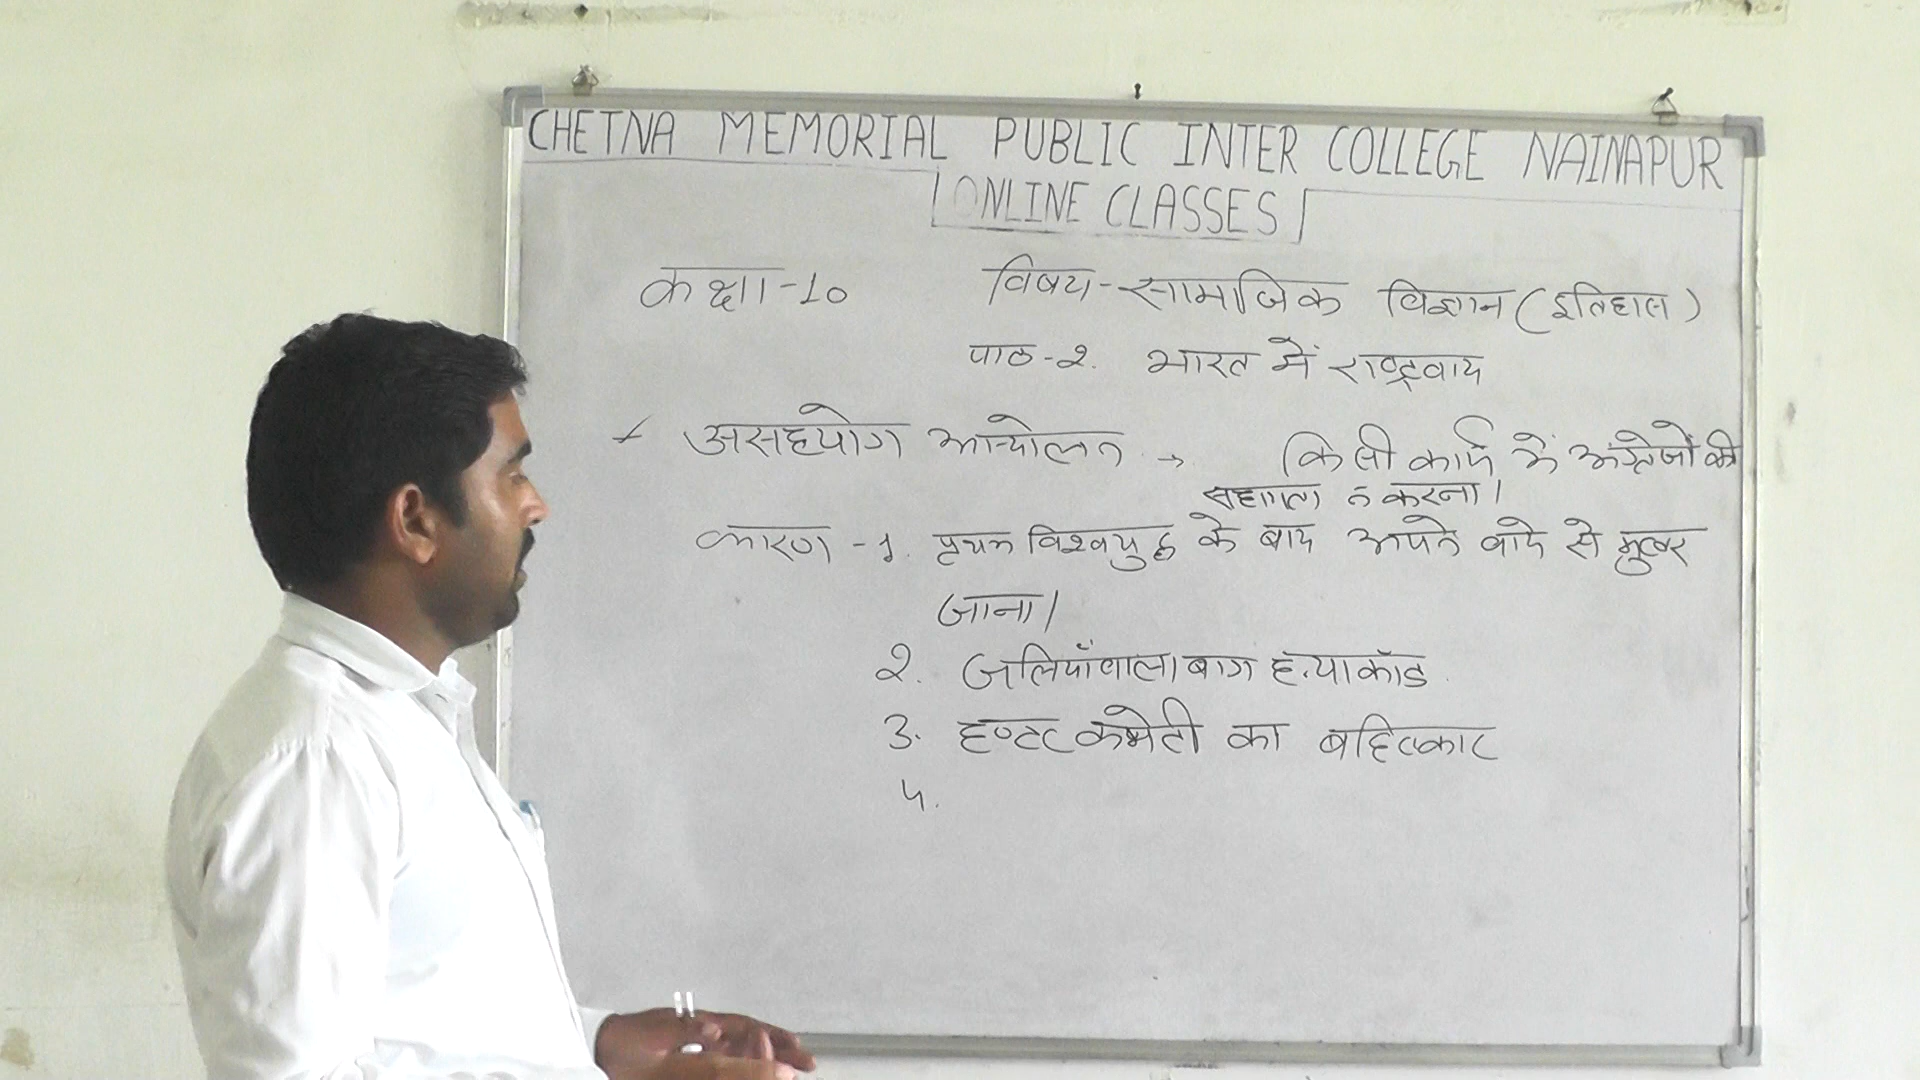 CHETNA MEMORIAL PUBLIC INTER COLLEGE NAINAPUR
ONLINE CLASSES
कक्षा-10 विषय-सामाजिक विज्ञान (इतिहास)
पाठ-2. भारत में राष्ट्रवाद
असहयोग आन्दोलन → किसी कार्य में अंग्रेजों की
सहायता न करना।
कारण - 1. प्रथम विश्वयुद्ध के बाद अपने वादे से मुकर
जाना।
2. जलियाँवाला बाग हत्याकाँड
3. हण्टर कमेटी का बहिष्कार
4.